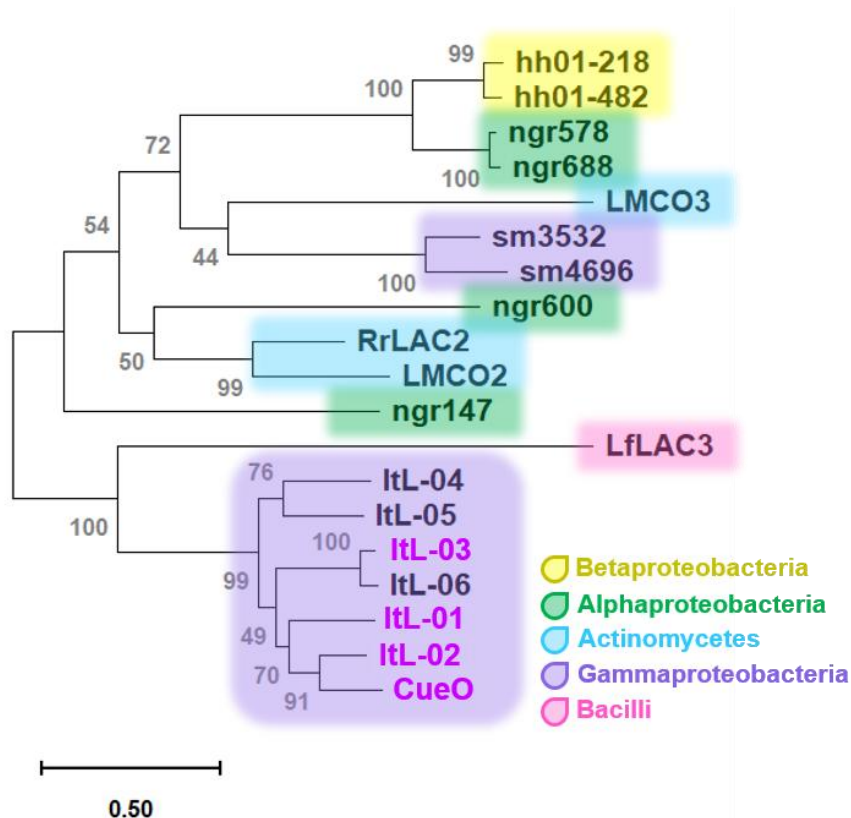 99
hh01-218
100
hh01-482
ngr578
72
ngr688
100
LMCO3
54
sm3532
44
sm4696
100
ngr600
RrLAC2
50
LMCO2
99
ngr147
LfLAC3
76
ItL-04
ItL-05
100
ItL-03
99
ItL-06
ItL-01
49
ItL-02
70
CueO
91
Betaproteobacteria
Alphaproteobacteria
Actinomycetes
Gammaproteobacteria
Bacilli
100
0.50